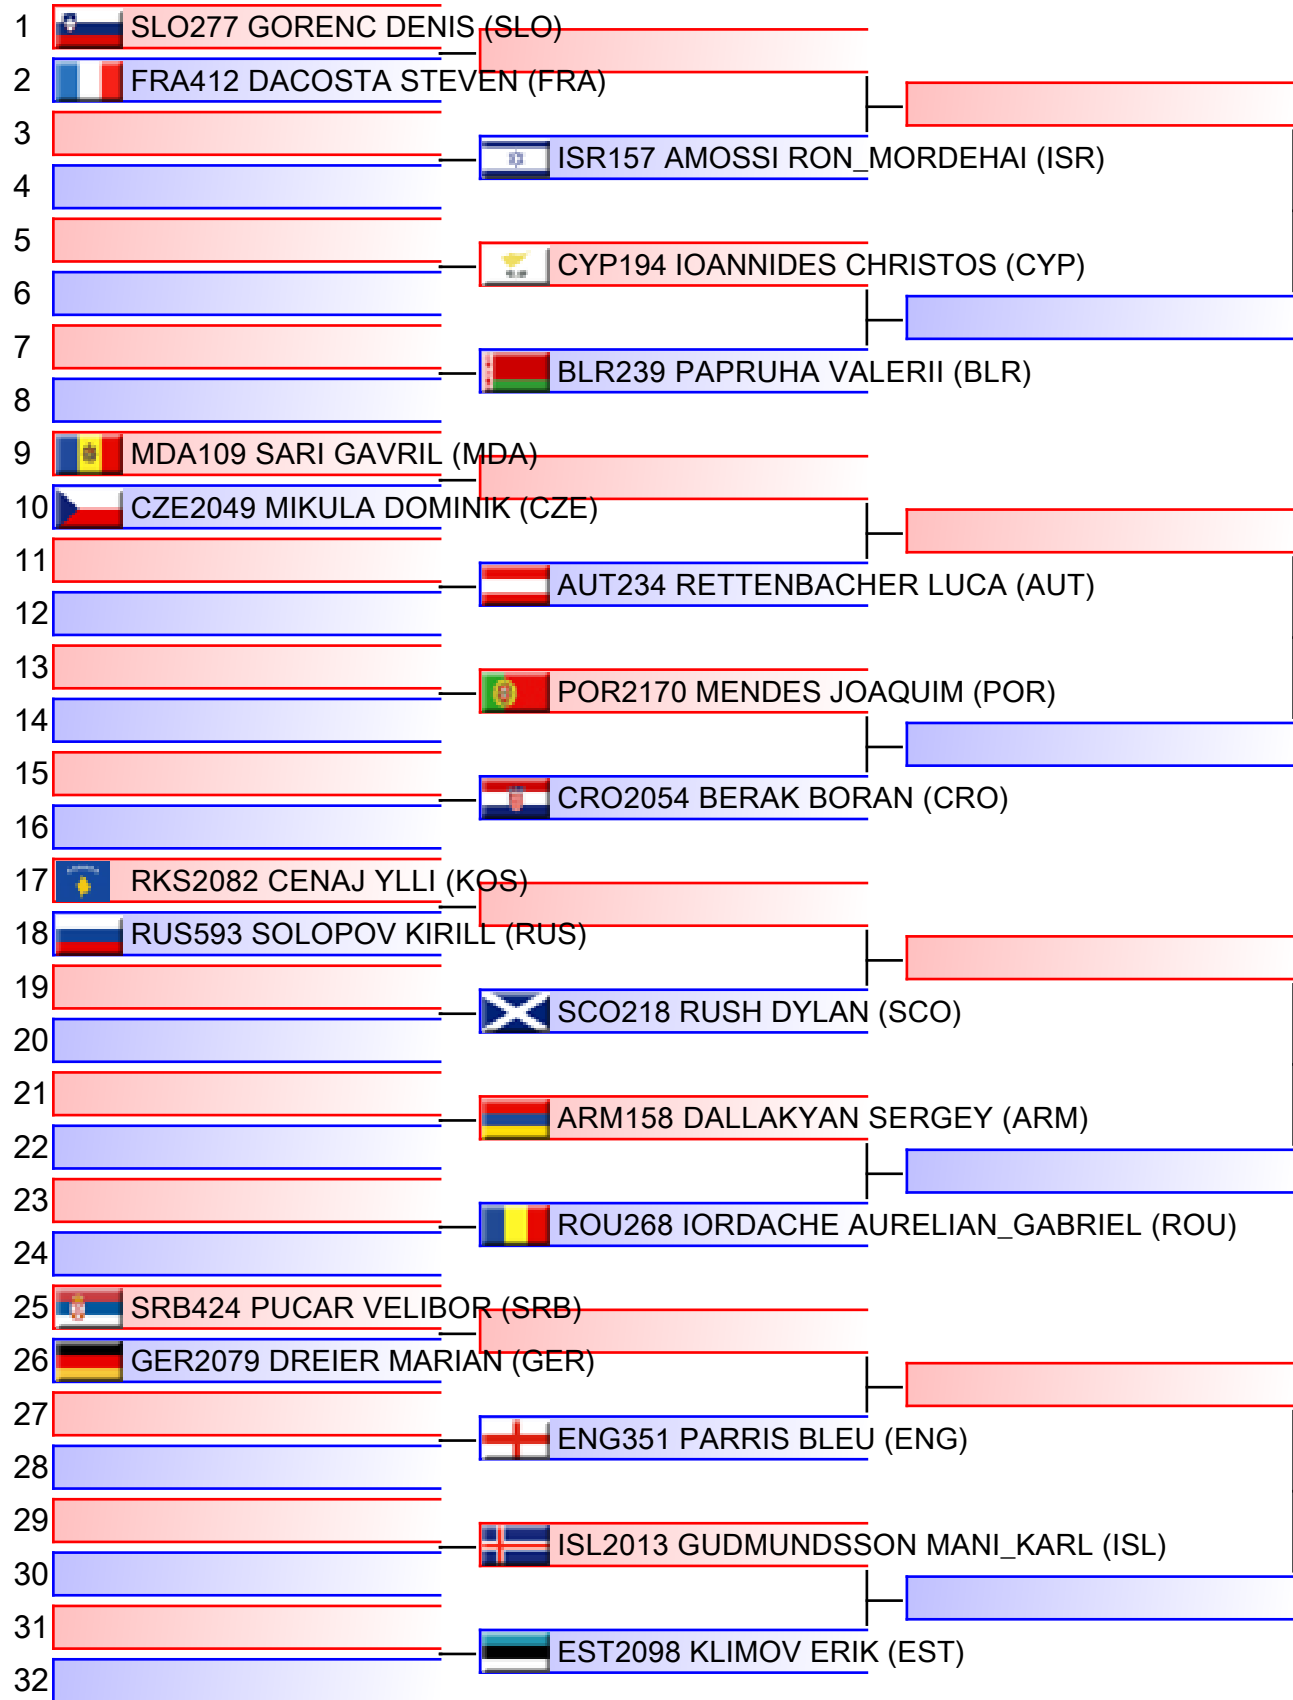 1 SLO277 GORENC DENIS (SLO)
2 FRA412 DACOSTA STEVEN (FRA)
3
ISR157 AMOSSI RON_MORDEHAI (ISR)
4
5
CYP194 IOANNIDES CHRISTOS (CYP)
6
7
BLR239 PAPRUHA VALERII (BLR)
8
9 MDA109 SARI GAVRIL (MDA)
10 CZE2049 MIKULA DOMINIK (CZE)
11
AUT234 RETTENBACHER LUCA (AUT)
12
13
POR2170 MENDES JOAQUIM (POR)
14
15
CRO2054 BERAK BORAN (CRO)
16
17 RKS2082 CENAJ YLLI (KOS)
18 RUS593 SOLOPOV KIRILL (RUS)
19
SCO218 RUSH DYLAN (SCO)
20
21
ARM158 DALLAKYAN SERGEY (ARM)
22
23
ROU268 IORDACHE AURELIAN_GABRIEL (ROU)
24
25 SRB424 PUCAR VELIBOR (SRB)
26 GER2079 DREIER MARIAN (GER)
27
ENG351 PARRIS BLEU (ENG)
28
29
ISL2013 GUDMUNDSSON MANI_KARL (ISL)
30
31
EST2098 KLIMOV ERIK (EST)
32